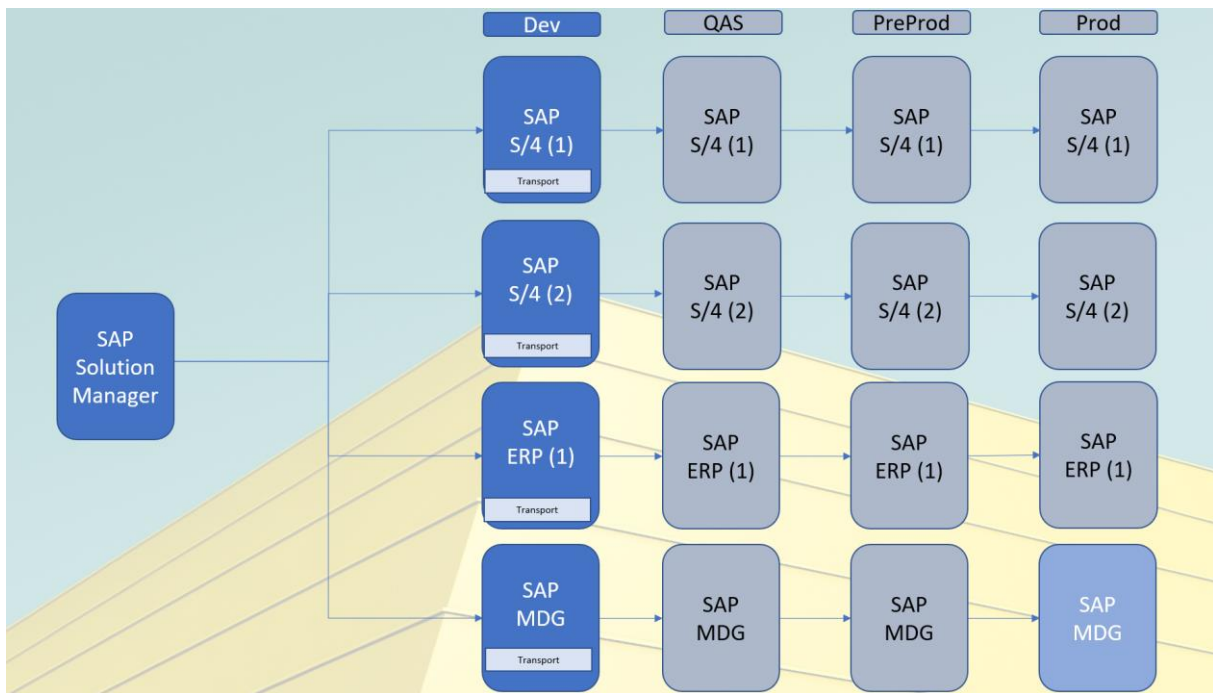 Dev
QAS
PreProd
Prod
SAP
S/4 (1)
Transport
SAP
S/4 (1)
SAP
S/4 (1)
SAP
S/4 (1)
SAP
S/4 (2)
Transport
SAP
S/4 (2)
SAP
S/4 (2)
SAP
S/4 (2)
SAP
Solution
Manager
SAP
ERP (1)
Transport
SAP
ERP (1)
SAP
ERP (1)
SAP
ERP (1)
SAP
MDG
Transport
SAP
MDG
SAP
MDG
SAP
MDG